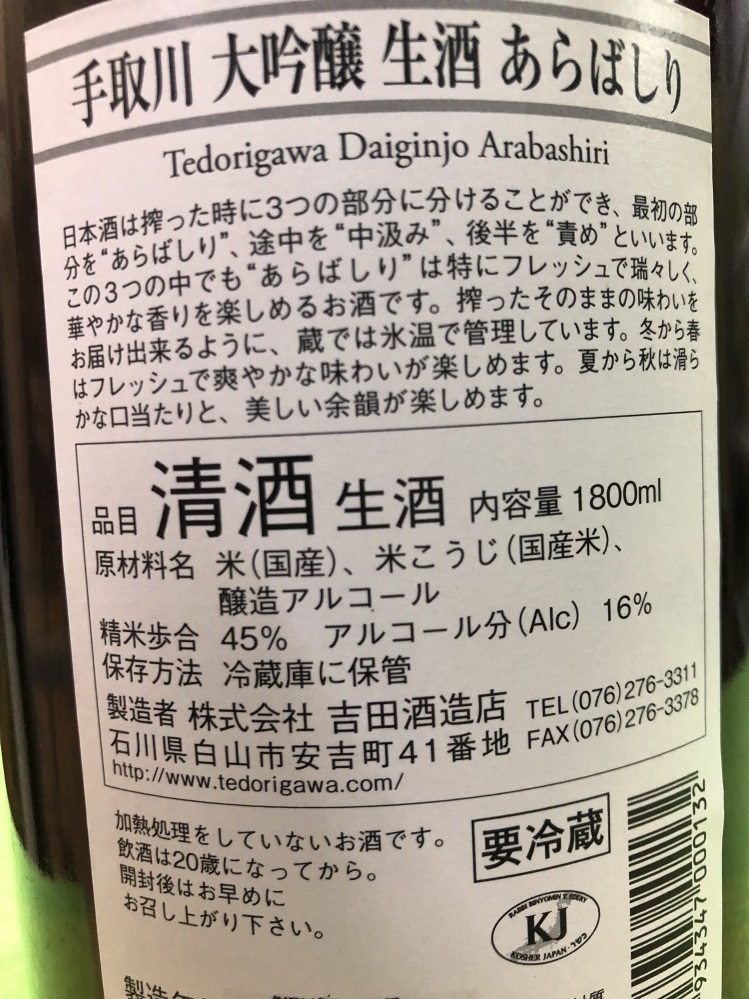 手取川 大吟醸 生酒 あらばしり
Tedorigawa Daiginjo Arabashiri
日本酒は搾った時に3つの部分に分けることができ、最初の部
分を“あらばしり”、途中を“中汲み”、後半を“責め”といいます。
この3つの中でも“あらばしり”は特にフレッシュで瑞々しく、
華やかな香りを楽しめるお酒です。搾ったそのままの味わいを
お届け出来るように、蔵では氷温で管理しています。冬から春
はフレッシュで爽やかな味わいが楽しめます。夏から秋は滑ら
かな口当たりと、美しい余韻が楽しめます。
品目 清酒 生酒 内容量 1800ml
原材料名 米(国産)、米こうじ(国産米)、
醸造アルコール
精米歩合 45% アルコール分(Alc) 16%
保存方法 冷蔵庫に保管
製造者 株式会社 吉田酒造店 TEL(076)276-3311
石川県白山市安吉町41番地 FAX(076)276-3378
http://www.tedorigawa.com/
加熱処理をしていないお酒です。
飲酒は20歳になってから。
開封後はお早めに
お召し上がり下さい。
要冷蔵
RABBI BINYOMIN Y. EDERY
KJ
KOSHER JAPAN
934347 000132